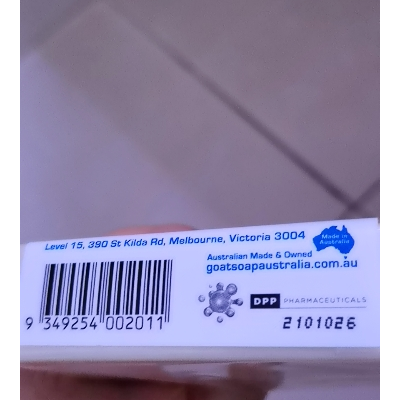 Level 15, 390 St Kilda Rd, Melbourne, Victoria 3004
Made in
Australia
Australian Made & Owned
goatsoapaustralia.com.au
DPP PHARMACEUTICALS
9 349254 002011
2101026